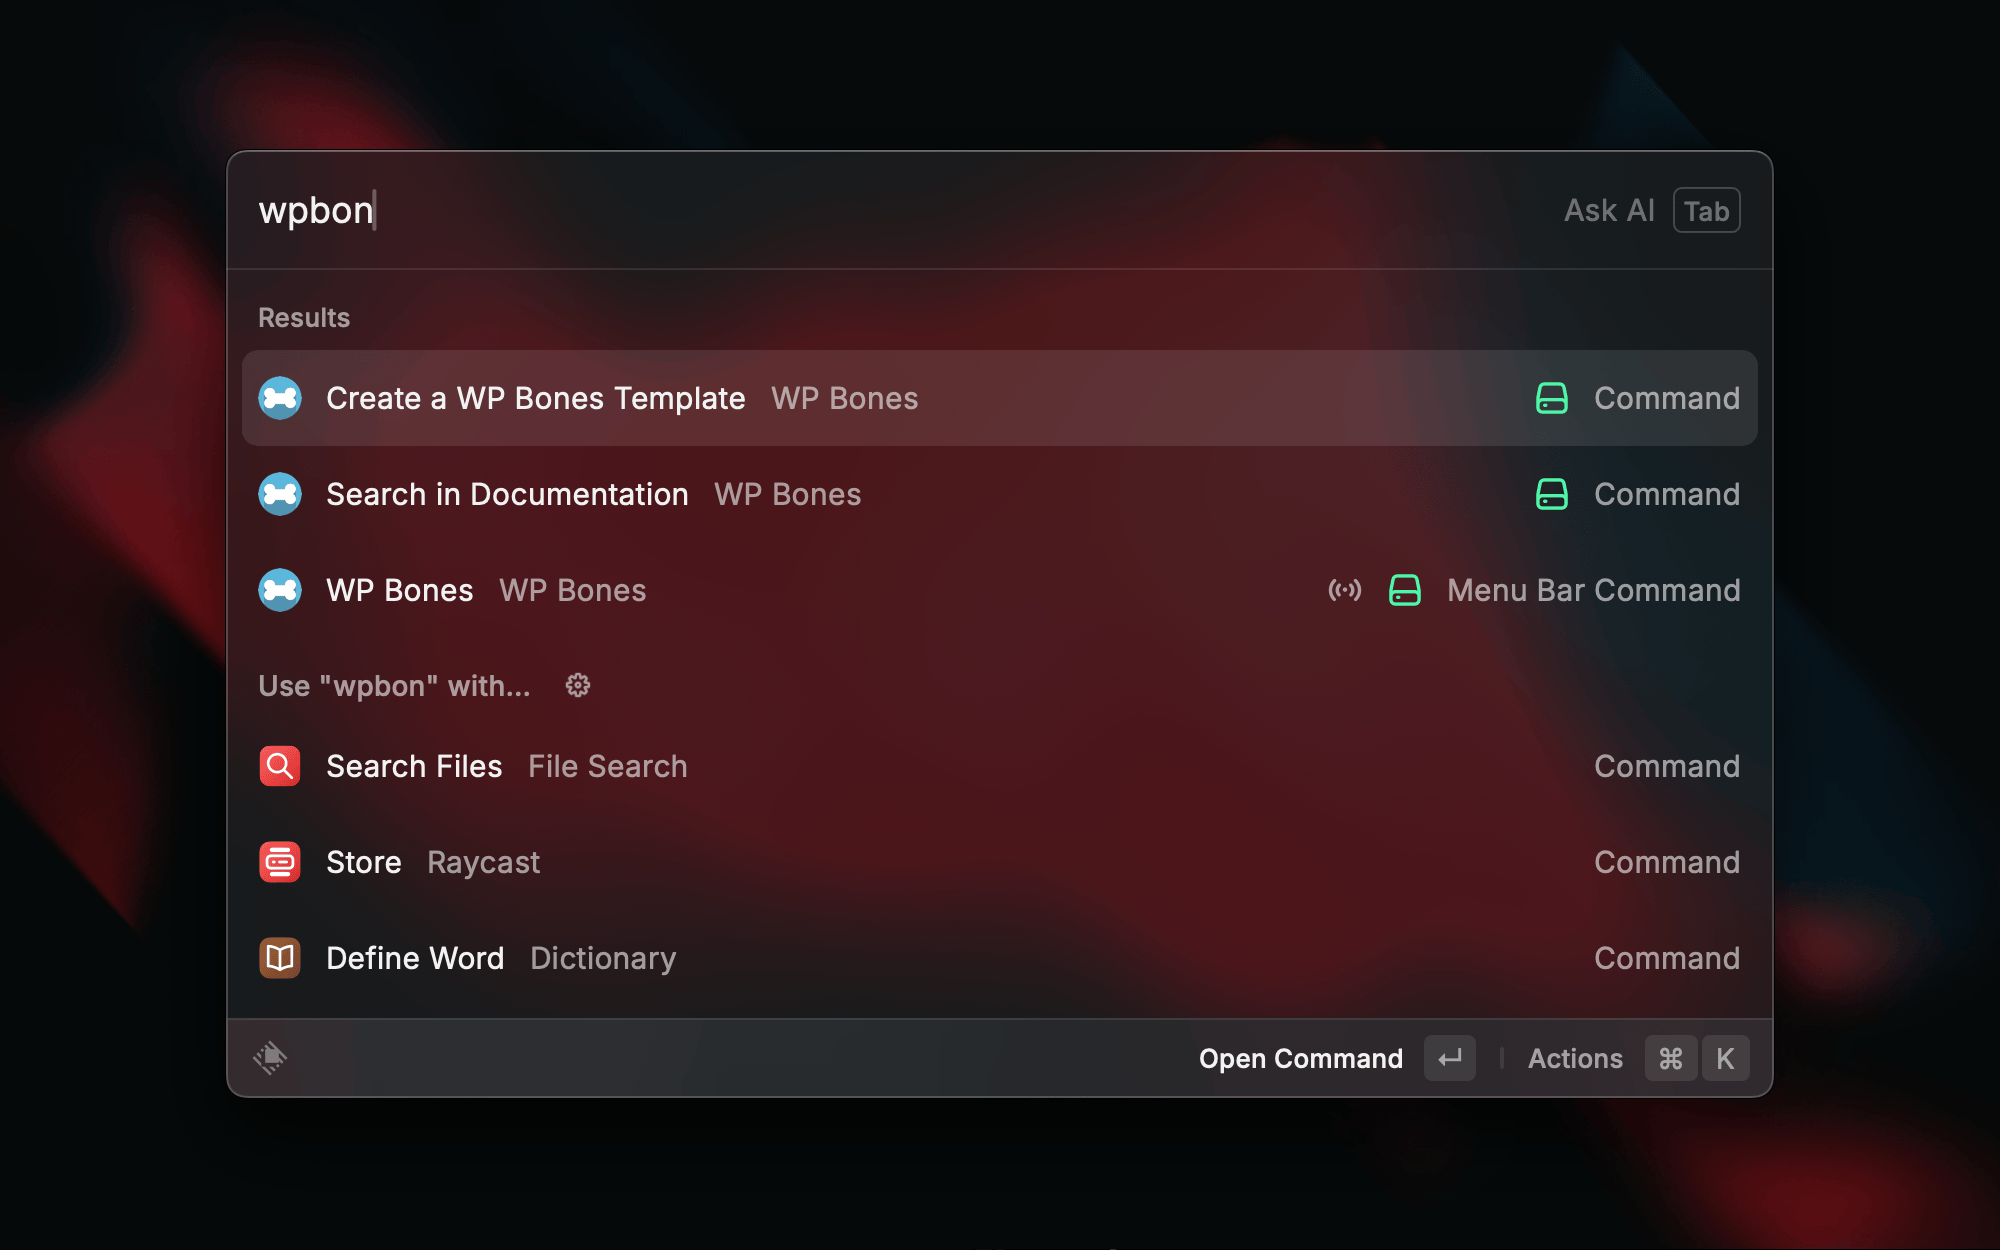 wpbon Ask AI Tab
Results
Create a WP Bones Template WP Bones Command
Search in Documentation WP Bones Command
WP Bones WP Bones Menu Bar Command
Use "wpbon" with...
Search Files File Search Command
Store Raycast Command
Define Word Dictionary Command
Open Command ↵ Actions ⌘ K